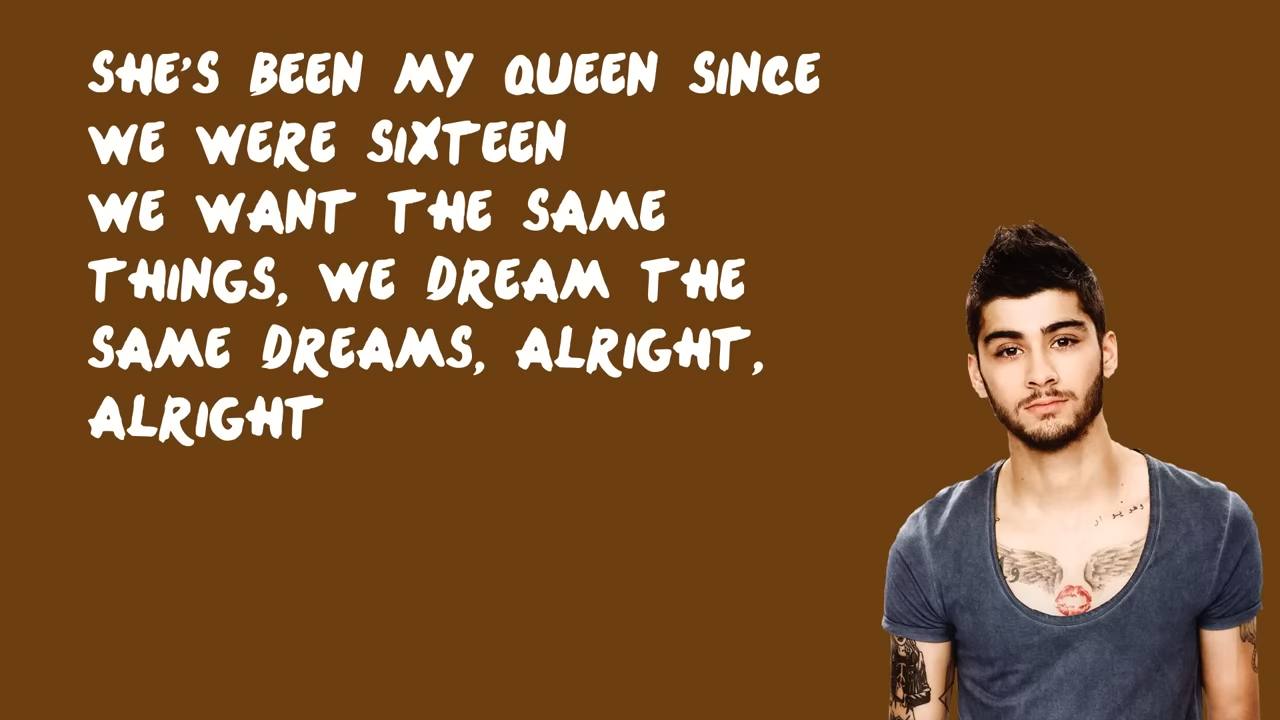 SHE'S BEEN MY QUEEN SINCE
WE WERE SIXTEEN
WE WANT THE SAME
THINGS, WE DREAM THE
SAME DREAMS, ALRIGHT,
ALRIGHT